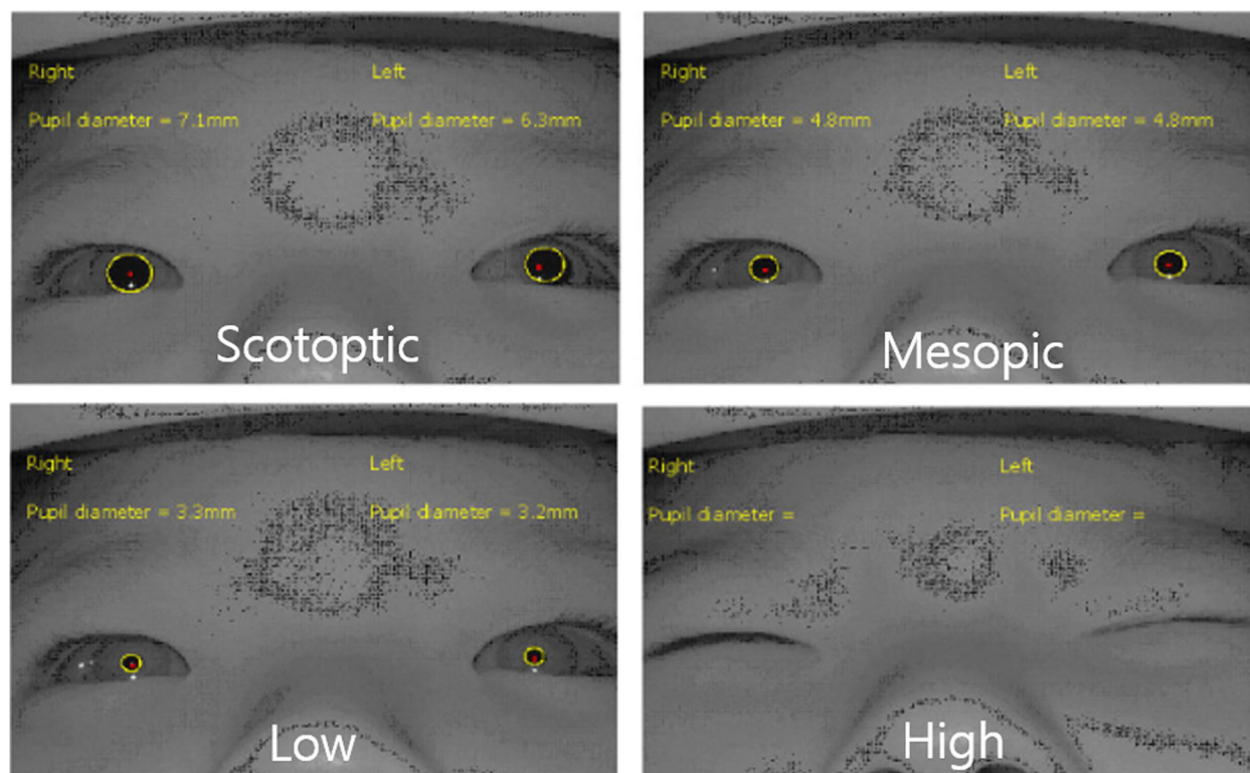 Right Left
Pupil diameter = 7.1mm Pupil diameter = 6.3mm
Scotoptic
Right Left
Pupil diameter = 4.8mm Pupil diameter = 4.8mm
Mesopic
Right Left
Pupil diameter = 3.3mm Pupil diameter = 3.2mm
Low
Right Left
Pupil diameter = Pupil diameter =
High